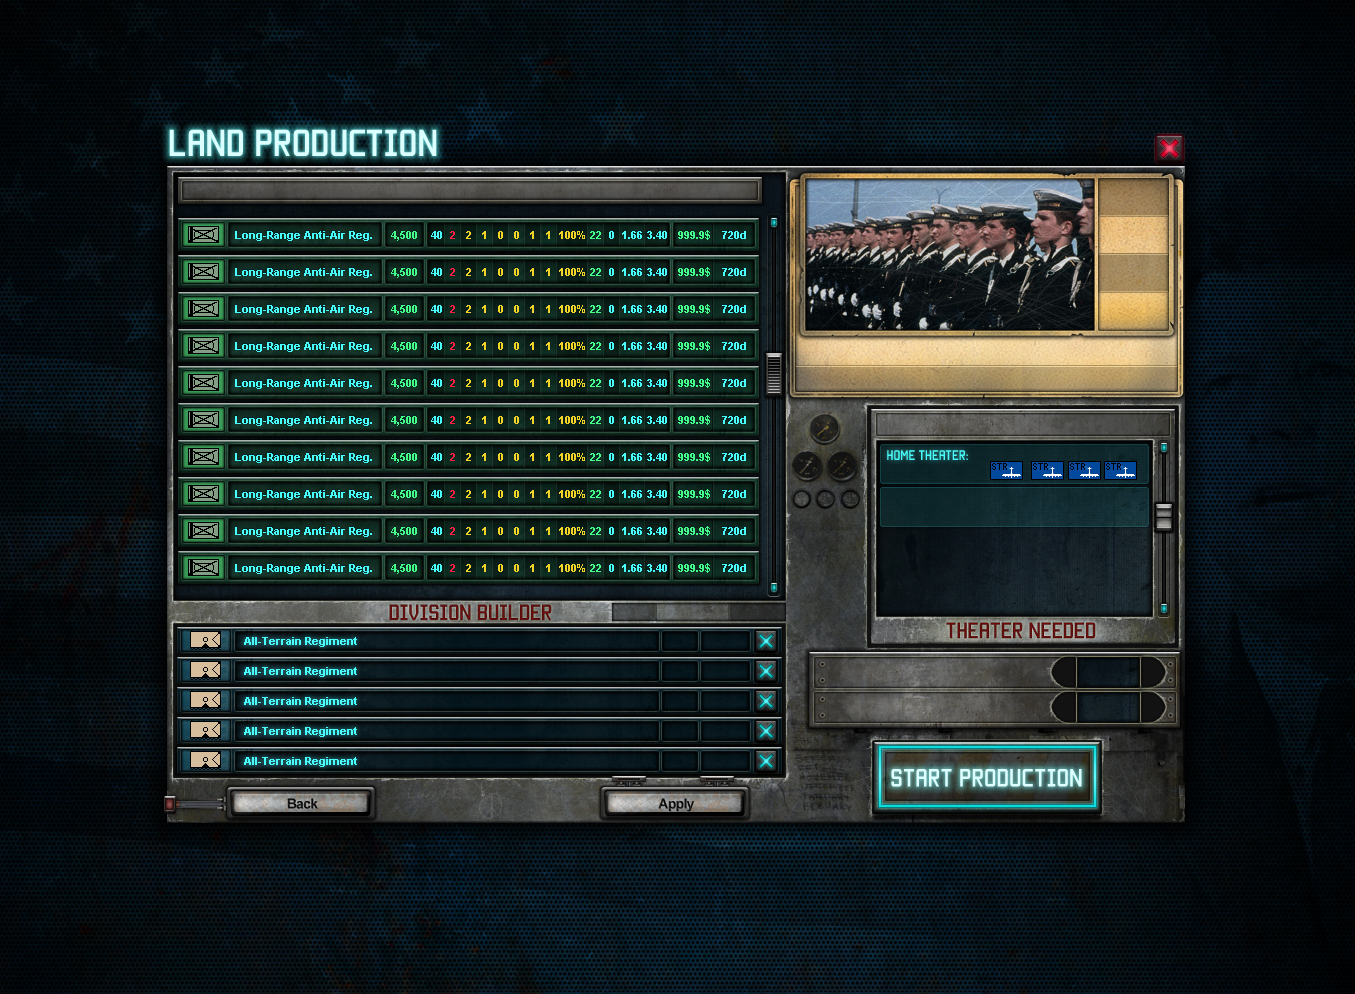 LAND PRODUCTION
Long-Range Anti-Air Reg. 4,500 40 2 2 1 0 0 1 1 100% 22 0 1.66 3.40 999.9$ 720d
Long-Range Anti-Air Reg. 4,500 40 2 2 1 0 0 1 1 100% 22 0 1.66 3.40 999.9$ 720d
Long-Range Anti-Air Reg. 4,500 40 2 2 1 0 0 1 1 100% 22 0 1.66 3.40 999.9$ 720d
Long-Range Anti-Air Reg. 4,500 40 2 2 1 0 0 1 1 100% 22 0 1.66 3.40 999.9$ 720d
Long-Range Anti-Air Reg. 4,500 40 2 2 1 0 0 1 1 100% 22 0 1.66 3.40 999.9$ 720d
Long-Range Anti-Air Reg. 4,500 40 2 2 1 0 0 1 1 100% 22 0 1.66 3.40 999.9$ 720d
Long-Range Anti-Air Reg. 4,500 40 2 2 1 0 0 1 1 100% 22 0 1.66 3.40 999.9$ 720d
Long-Range Anti-Air Reg. 4,500 40 2 2 1 0 0 1 1 100% 22 0 1.66 3.40 999.9$ 720d
Long-Range Anti-Air Reg. 4,500 40 2 2 1 0 0 1 1 100% 22 0 1.66 3.40 999.9$ 720d
Long-Range Anti-Air Reg. 4,500 40 2 2 1 0 0 1 1 100% 22 0 1.66 3.40 999.9$ 720d
DIVISION BUILDER
All-Terrain Regiment
All-Terrain Regiment
All-Terrain Regiment
All-Terrain Regiment
All-Terrain Regiment
Back
Apply
HOME THEATER:
STR STR STR STR
THEATER NEEDED
START PRODUCTION